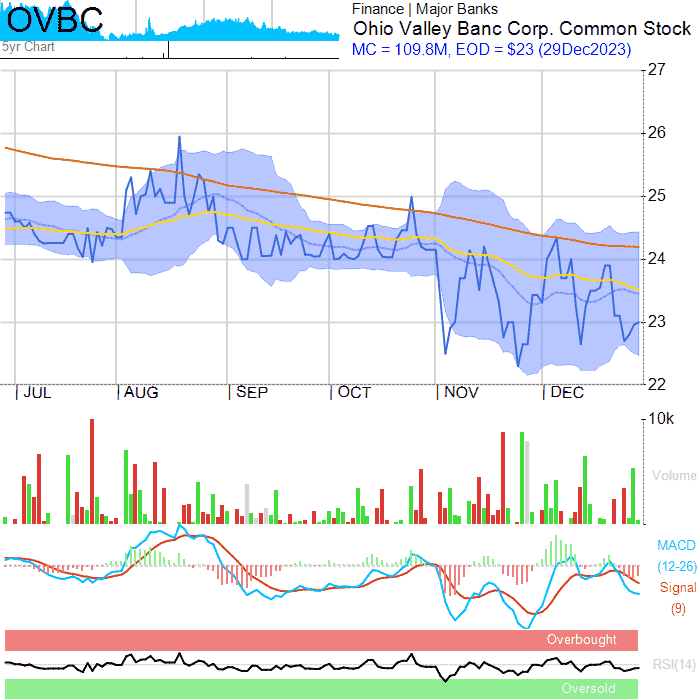 OVBC
5yr Chart
Finance | Major Banks
Ohio Valley Banc Corp. Common Stock
MC = 109.8M, EOD = $23 (29Dec2023)
27
26
25
24
23
22
JUL AUG SEP OCT NOV DEC
10k
Volume
MACD
(12-26)
Signal
(9)
Overbought
RSI(14)
Oversold